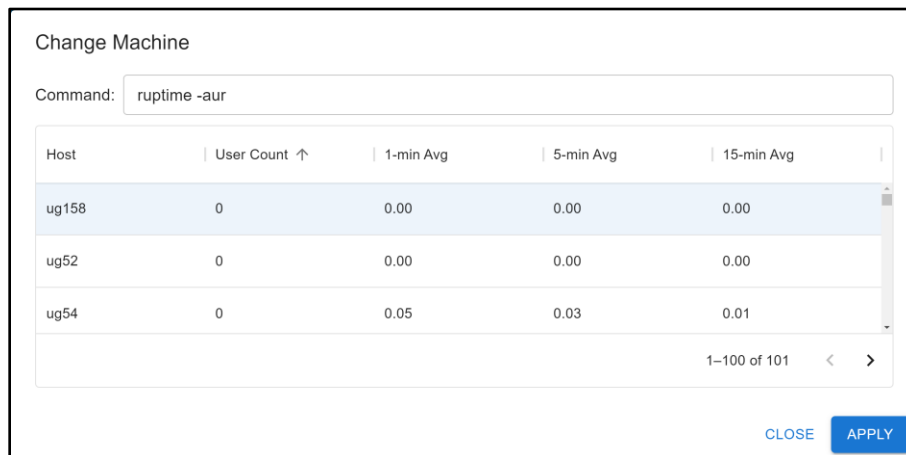 Change Machine
Command: ruptime -aur
Host User Count 1-min Avg 5-min Avg 15-min Avg
ug158 0 0.00 0.00 0.00
ug52 0 0.00 0.00 0.00
ug54 0 0.05 0.03 0.01
1–100 of 101
CLOSE APPLY